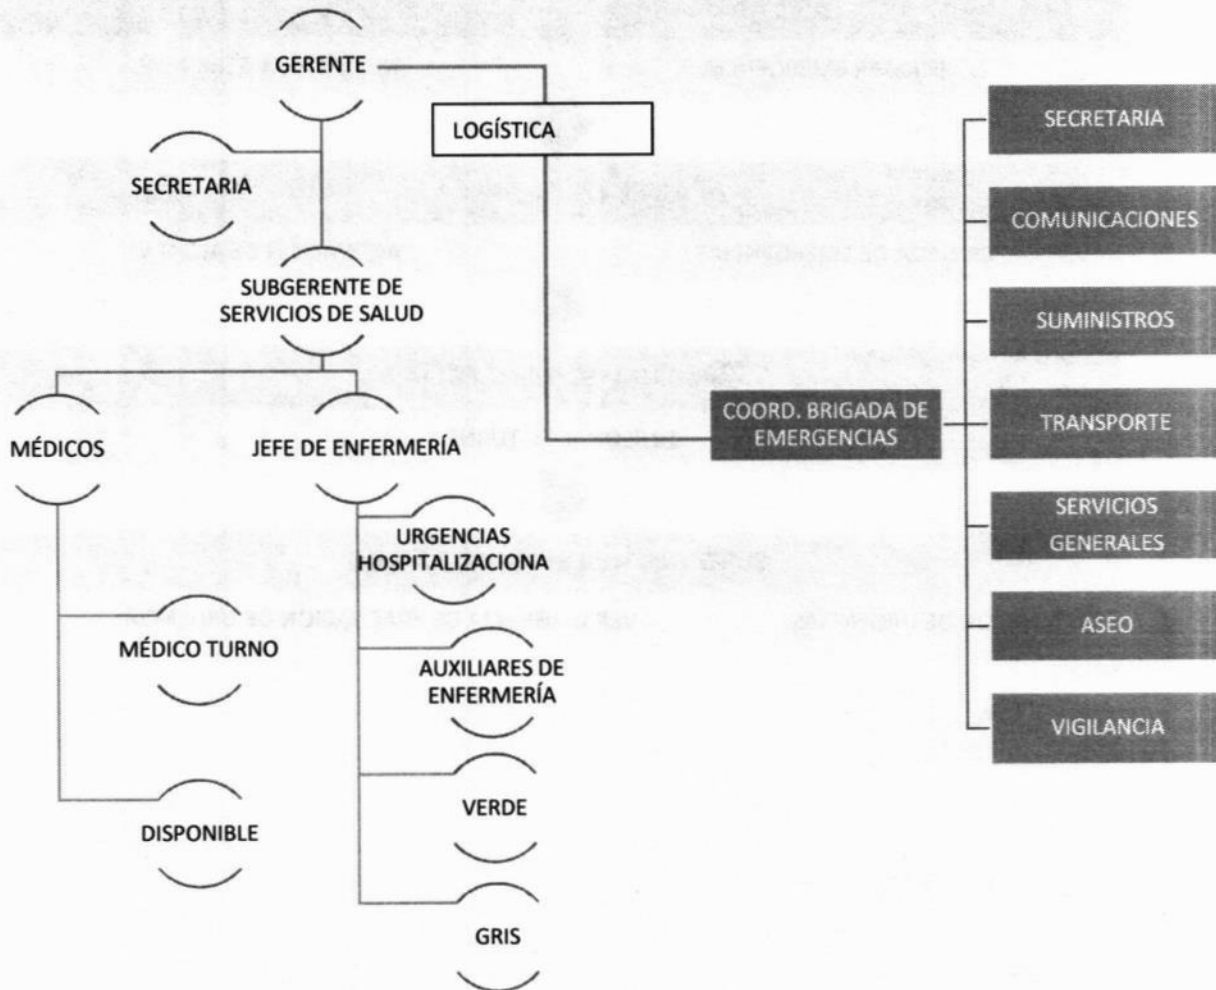 GERENTE
LOGÍSTICA
SECRETARIA
SUBGERENTE DE
SERVICIOS DE SALUD
MÉDICOS
JEFE DE ENFERMERÍA
URGENCIAS
HOSPITALIZACIONA
MÉDICO TURNO
AUXILIARES DE
ENFERMERÍA
VERDE
DISPONIBLE
GRIS
COORD. BRIGADA DE
EMERGENCIAS
SECRETARIA
COMUNICACIONES
SUMINISTROS
TRANSPORTE
SERVICIOS
GENERALES
ASEO
VIGILANCIA